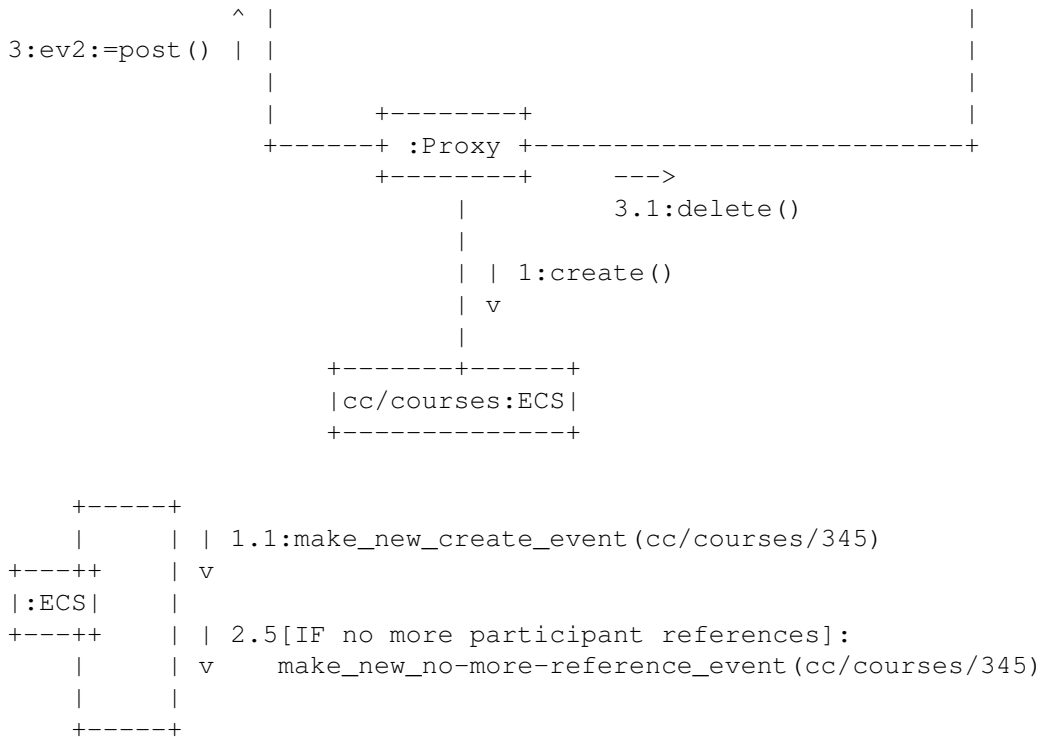 3:ev2:=post()
:Proxy
--->
3.1:delete()
1:create()
v
cc/courses:ECS
1.1:make_new_create_event(cc/courses/345)
v
:ECS
2.5[IF no more participant references]:
v make_new_no-more-reference_event(cc/courses/345)